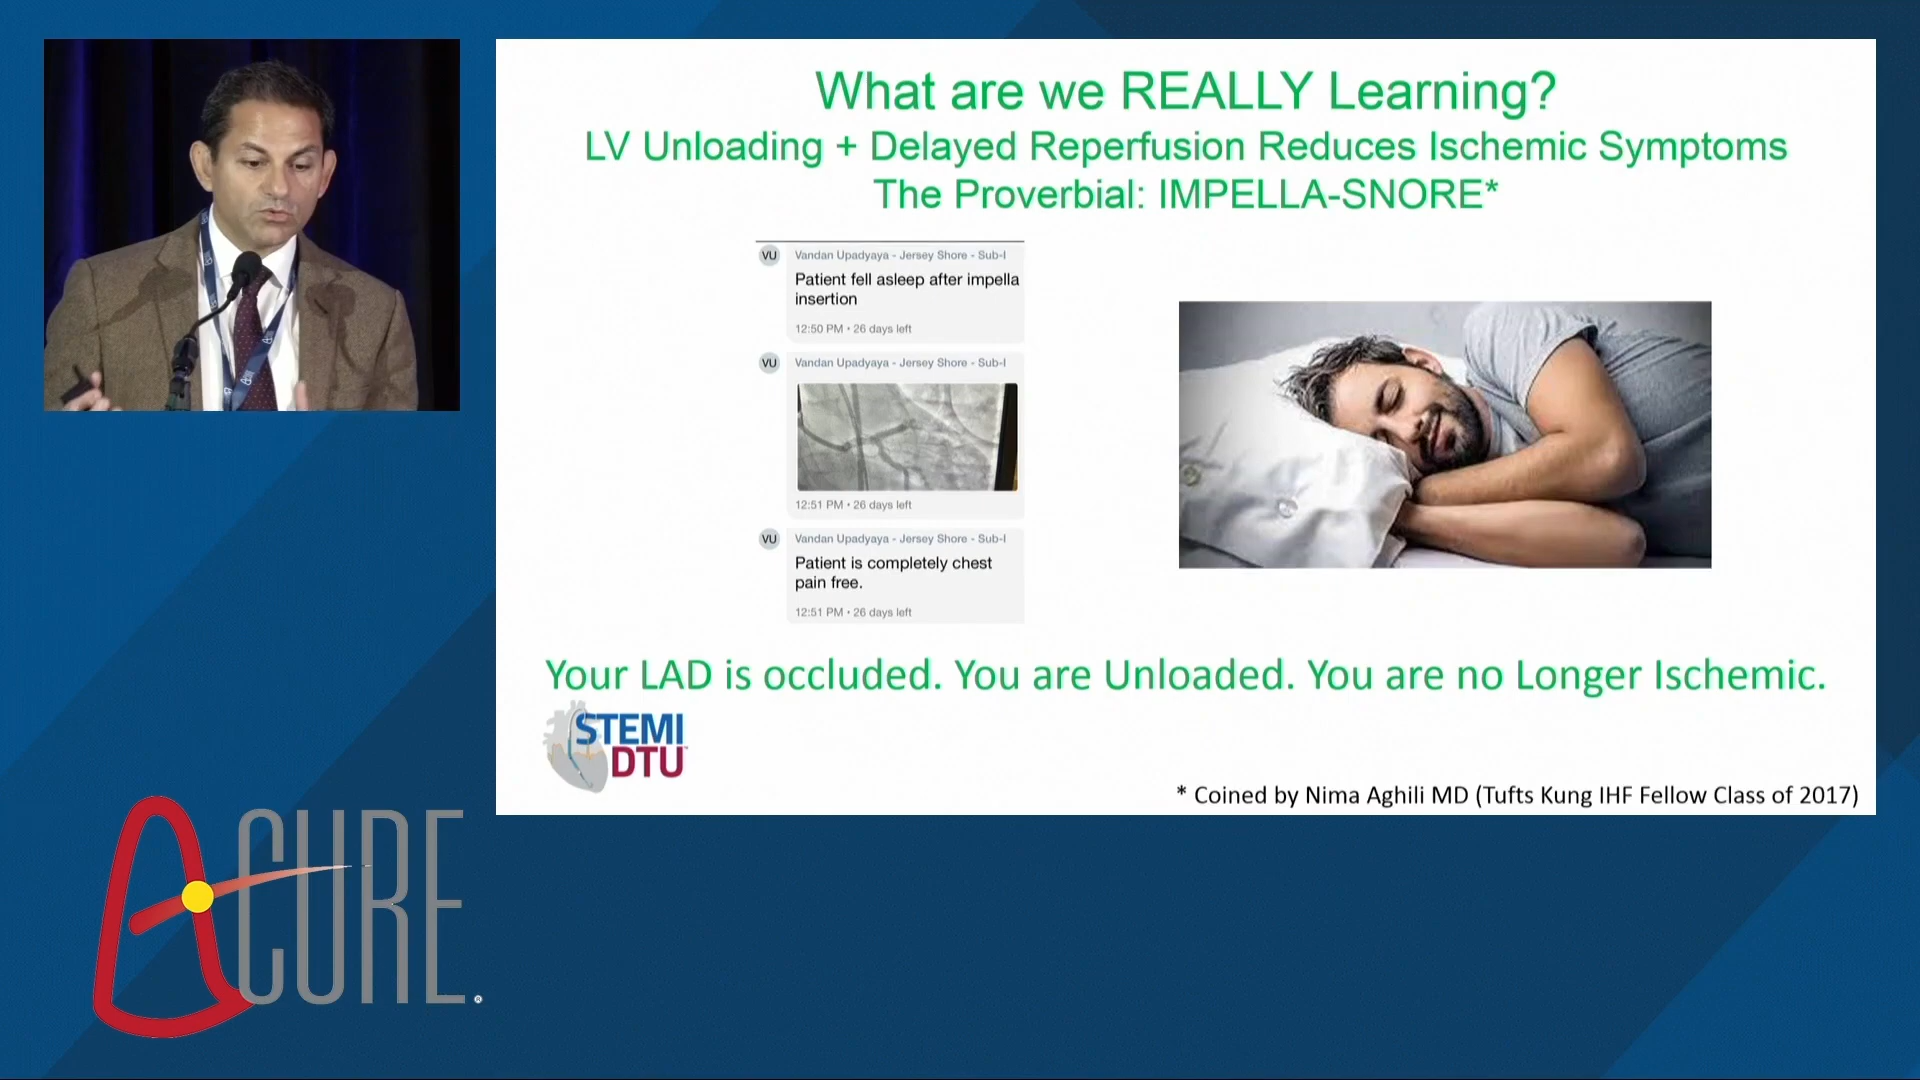 What are we REALLY Learning?
LV Unloading + Delayed Reperfusion Reduces Ischemic Symptoms
The Proverbial: IMPELLA-SNORE*
VU Vandan Upadyaya - Jersey Shore - Sub-I
Patient fell asleep after impella
insertion
12:50 PM • 26 days left
VU Vandan Upadyaya - Jersey Shore - Sub-I
12:51 PM • 26 days left
VU Vandan Upadyaya - Jersey Shore - Sub-I
Patient is completely chest
pain free.
12:51 PM • 26 days left
Your LAD is occluded. You are Unloaded. You are no Longer Ischemic.
STEMI
DTU™
* Coined by Nima Aghili MD (Tufts Kung IHF Fellow Class of 2017)
A-CURE®